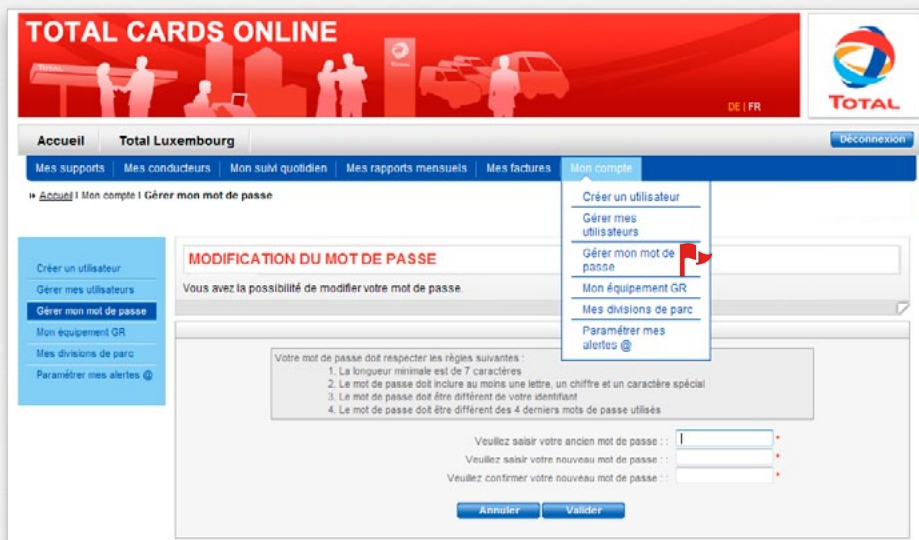 TOTAL CARDS ONLINE
TOTAL
DE | FR
TOTAL
Accueil Total Luxembourg
Déconnexion
Mes supports Mes conducteurs Mon suivi quotidien Mes rapports mensuels Mes factures Mon compte
Accueil I Mon compte I Gérer mon mot de passe
Créer un utilisateur
Gérer mes
utilisateurs
Gérer mon mot de
passe
Mon équipement GR
Mes divisions de parc
Paramétrer mes
alertes @
Créer un utilisateur
Gérer mes utilisateurs
Gérer mon mot de passe
Mon équipement GR
Mes divisions de parc
Paramétrer mes alertes @
MODIFICATION DU MOT DE PASSE
Vous avez la possibilité de modifier votre mot de passe.
Votre mot de passe doit respecter les règles suivantes :
1. La longueur minimale est de 7 caractères
2. Le mot de passe doit inclure au moins une lettre, un chiffre et un caractère spécial
3. Le mot de passe doit être différent de votre identifiant
4. Le mot de passe doit être différent des 4 derniers mots de passe utilisés
Veuillez saisir votre ancien mot de passe : : *
Veuillez saisir votre nouveau mot de passe : : *
Veuillez confirmer votre nouveau mot de passe : : *
Annuler Valider